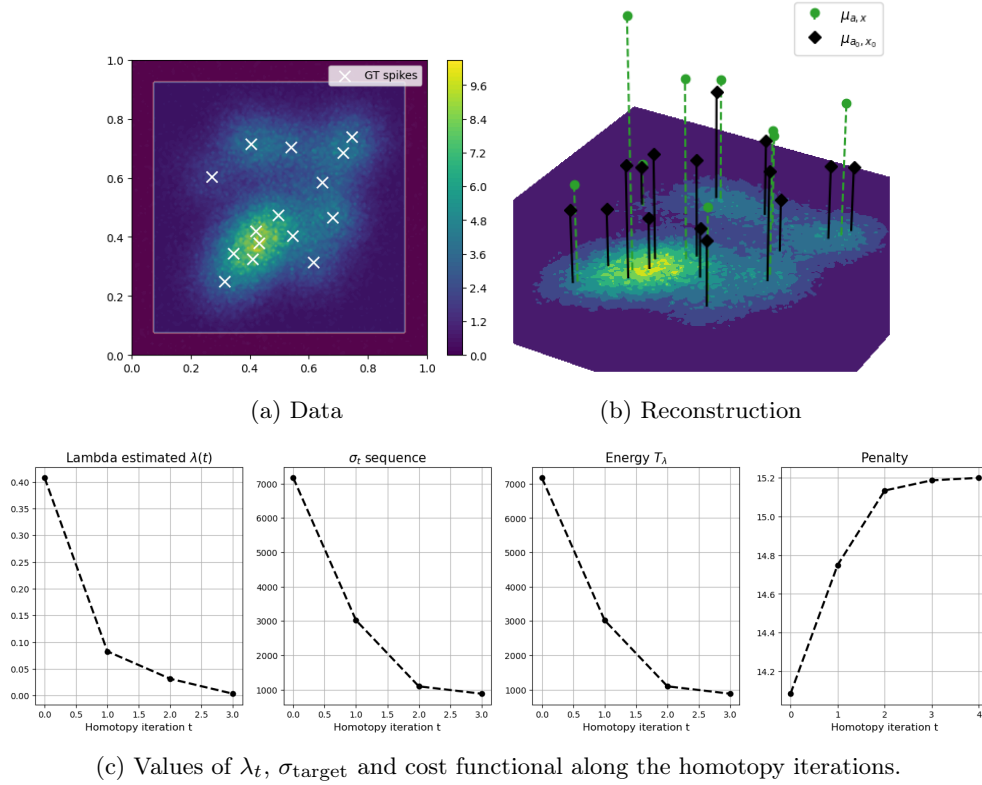 GT spikes
1.0
0.8
0.6
0.4
0.2
0.0
0.0 0.2 0.4 0.6 0.8 1.0
9.6
8.4
7.2
6.0
4.8
3.6
2.4
1.2
0.0
μa,x
μa0,x0
(a) Data
(b) Reconstruction
Lambda estimated λ(t)
0.40
0.35
0.30
0.25
0.20
0.15
0.10
0.05
0.00
0.0 0.5 1.0 1.5 2.0 2.5 3.0
Homotopy iteration t
σt sequence
7000
6000
5000
4000
3000
2000
1000
0.0 0.5 1.0 1.5 2.0 2.5 3.0
Homotopy iteration t
Energy Tλ
7000
6000
5000
4000
3000
2000
1000
0.0 0.5 1.0 1.5 2.0 2.5 3.0
Homotopy iteration t
Penalty
15.2
15.0
14.8
14.6
14.4
14.2
0 1 2 3 4
Homotopy iteration t
(c) Values of λt, σtarget and cost functional along the homotopy iterations.